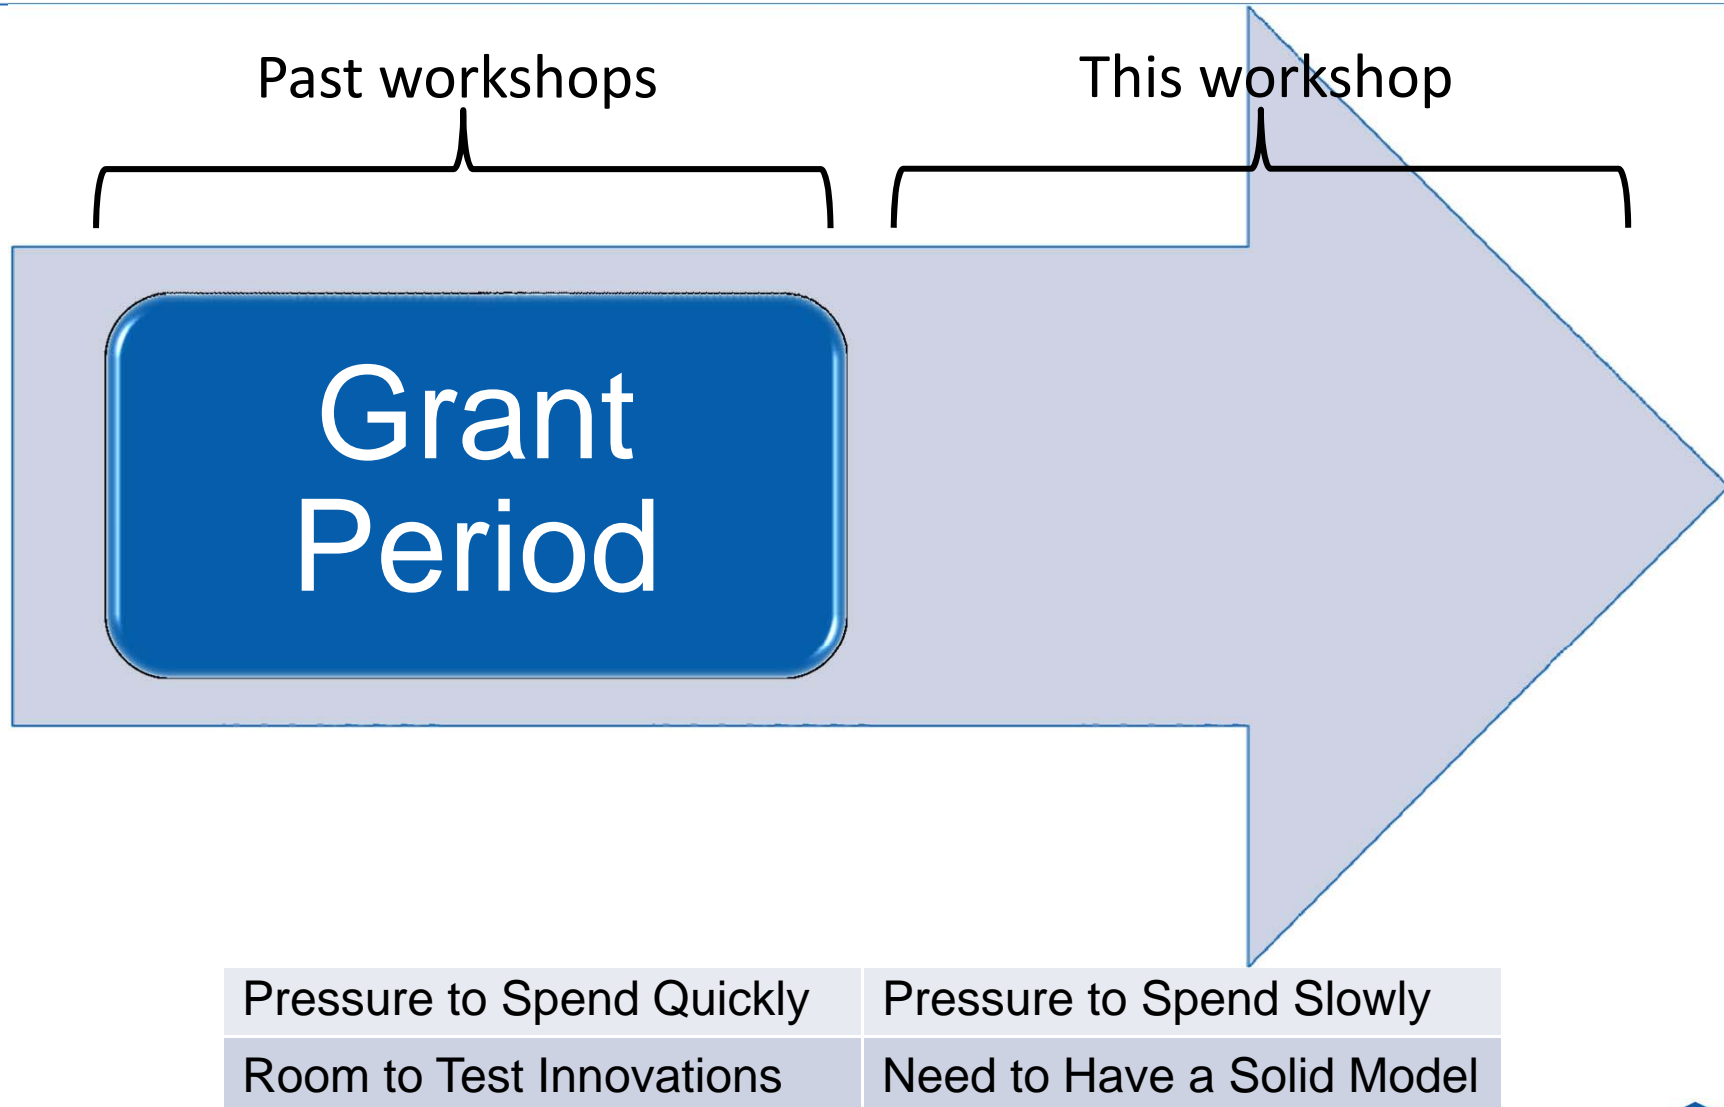 Past workshops
This workshop
Grant
Period
Pressure to Spend Quickly
Pressure to Spend Slowly
Room to Test Innovations
Need to Have a Solid Model